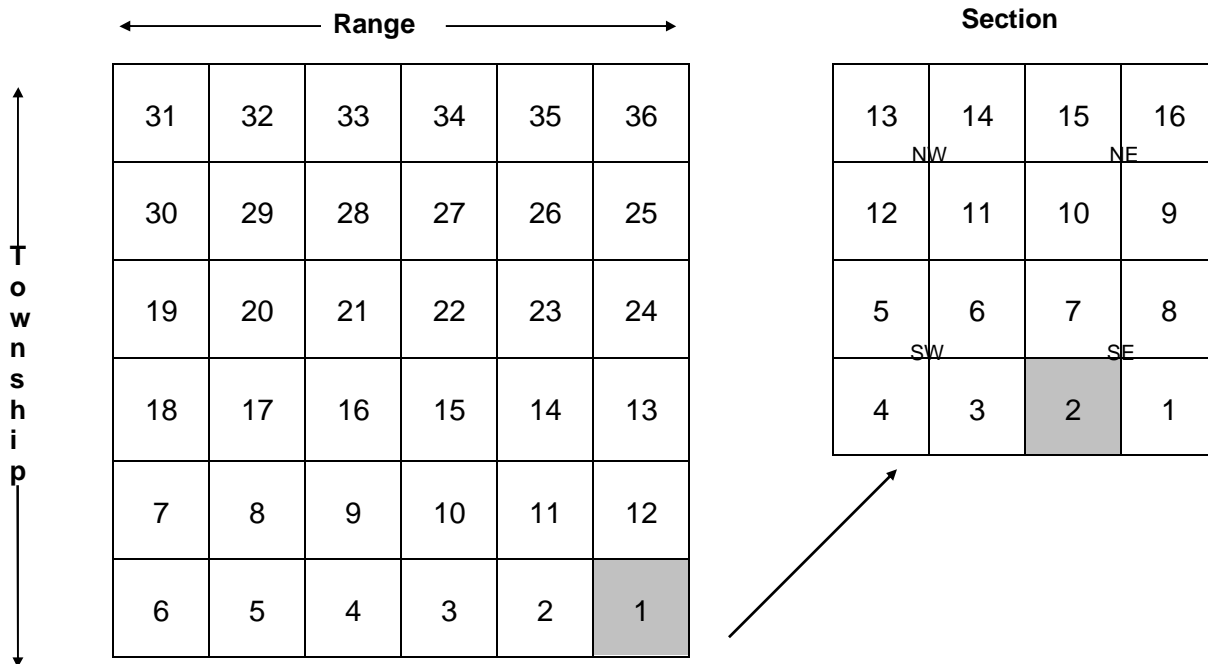 Range
Section
Township
31 32 33 34 35 36
30 29 28 27 26 25
19 20 21 22 23 24
18 17 16 15 14 13
7 8 9 10 11 12
6 5 4 3 2 1
13 14 15 16
NW NE
12 11 10 9
5 6 7 8
SW SE
4 3 2 1